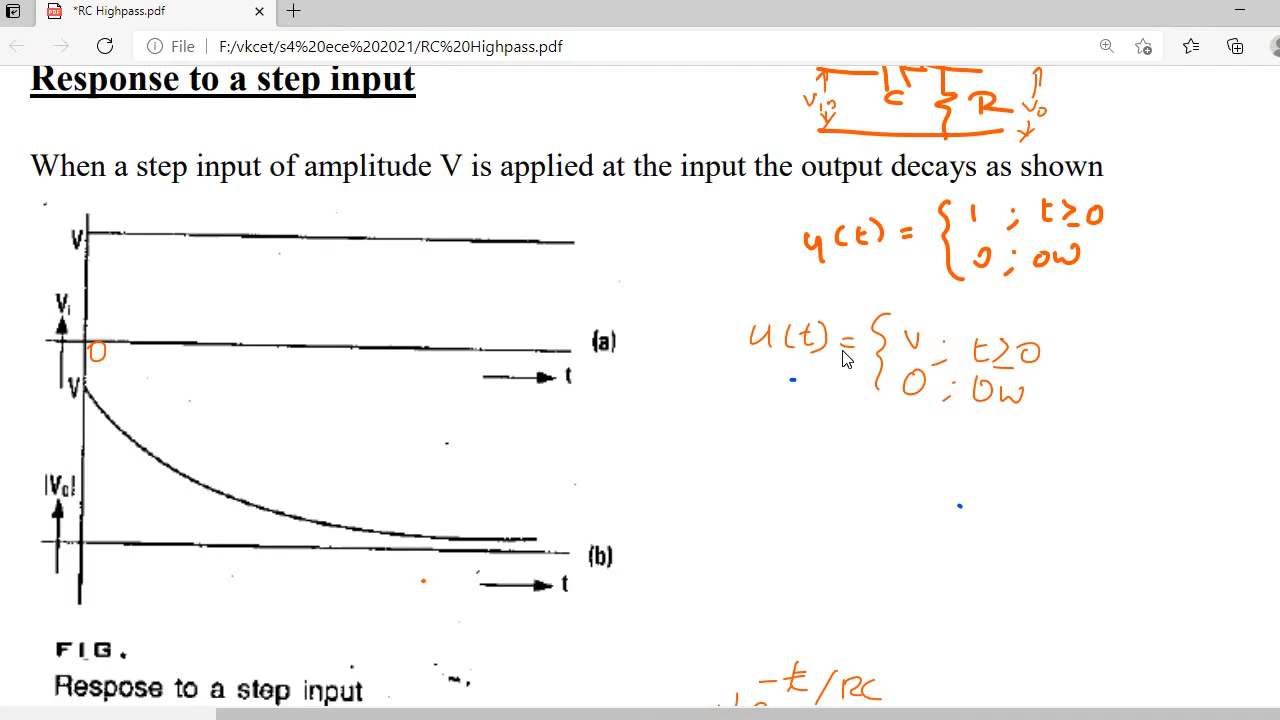 *RC Highpass.pdf
File F:/vkcet/s4%20ece%202021/RC%20Highpass.pdf
Response to a step input
C R
Vin Vo
When a step input of amplitude V is applied at the input the output decays as shown
u(t) = { 1 ; t≥0
0 ; ow
V
Vi
0
(a)
t
u(t) = { V ; t≥0
0 ; ow
V
|Vo|
(b)
t
FIG.
Respose to a step input
-t/RC